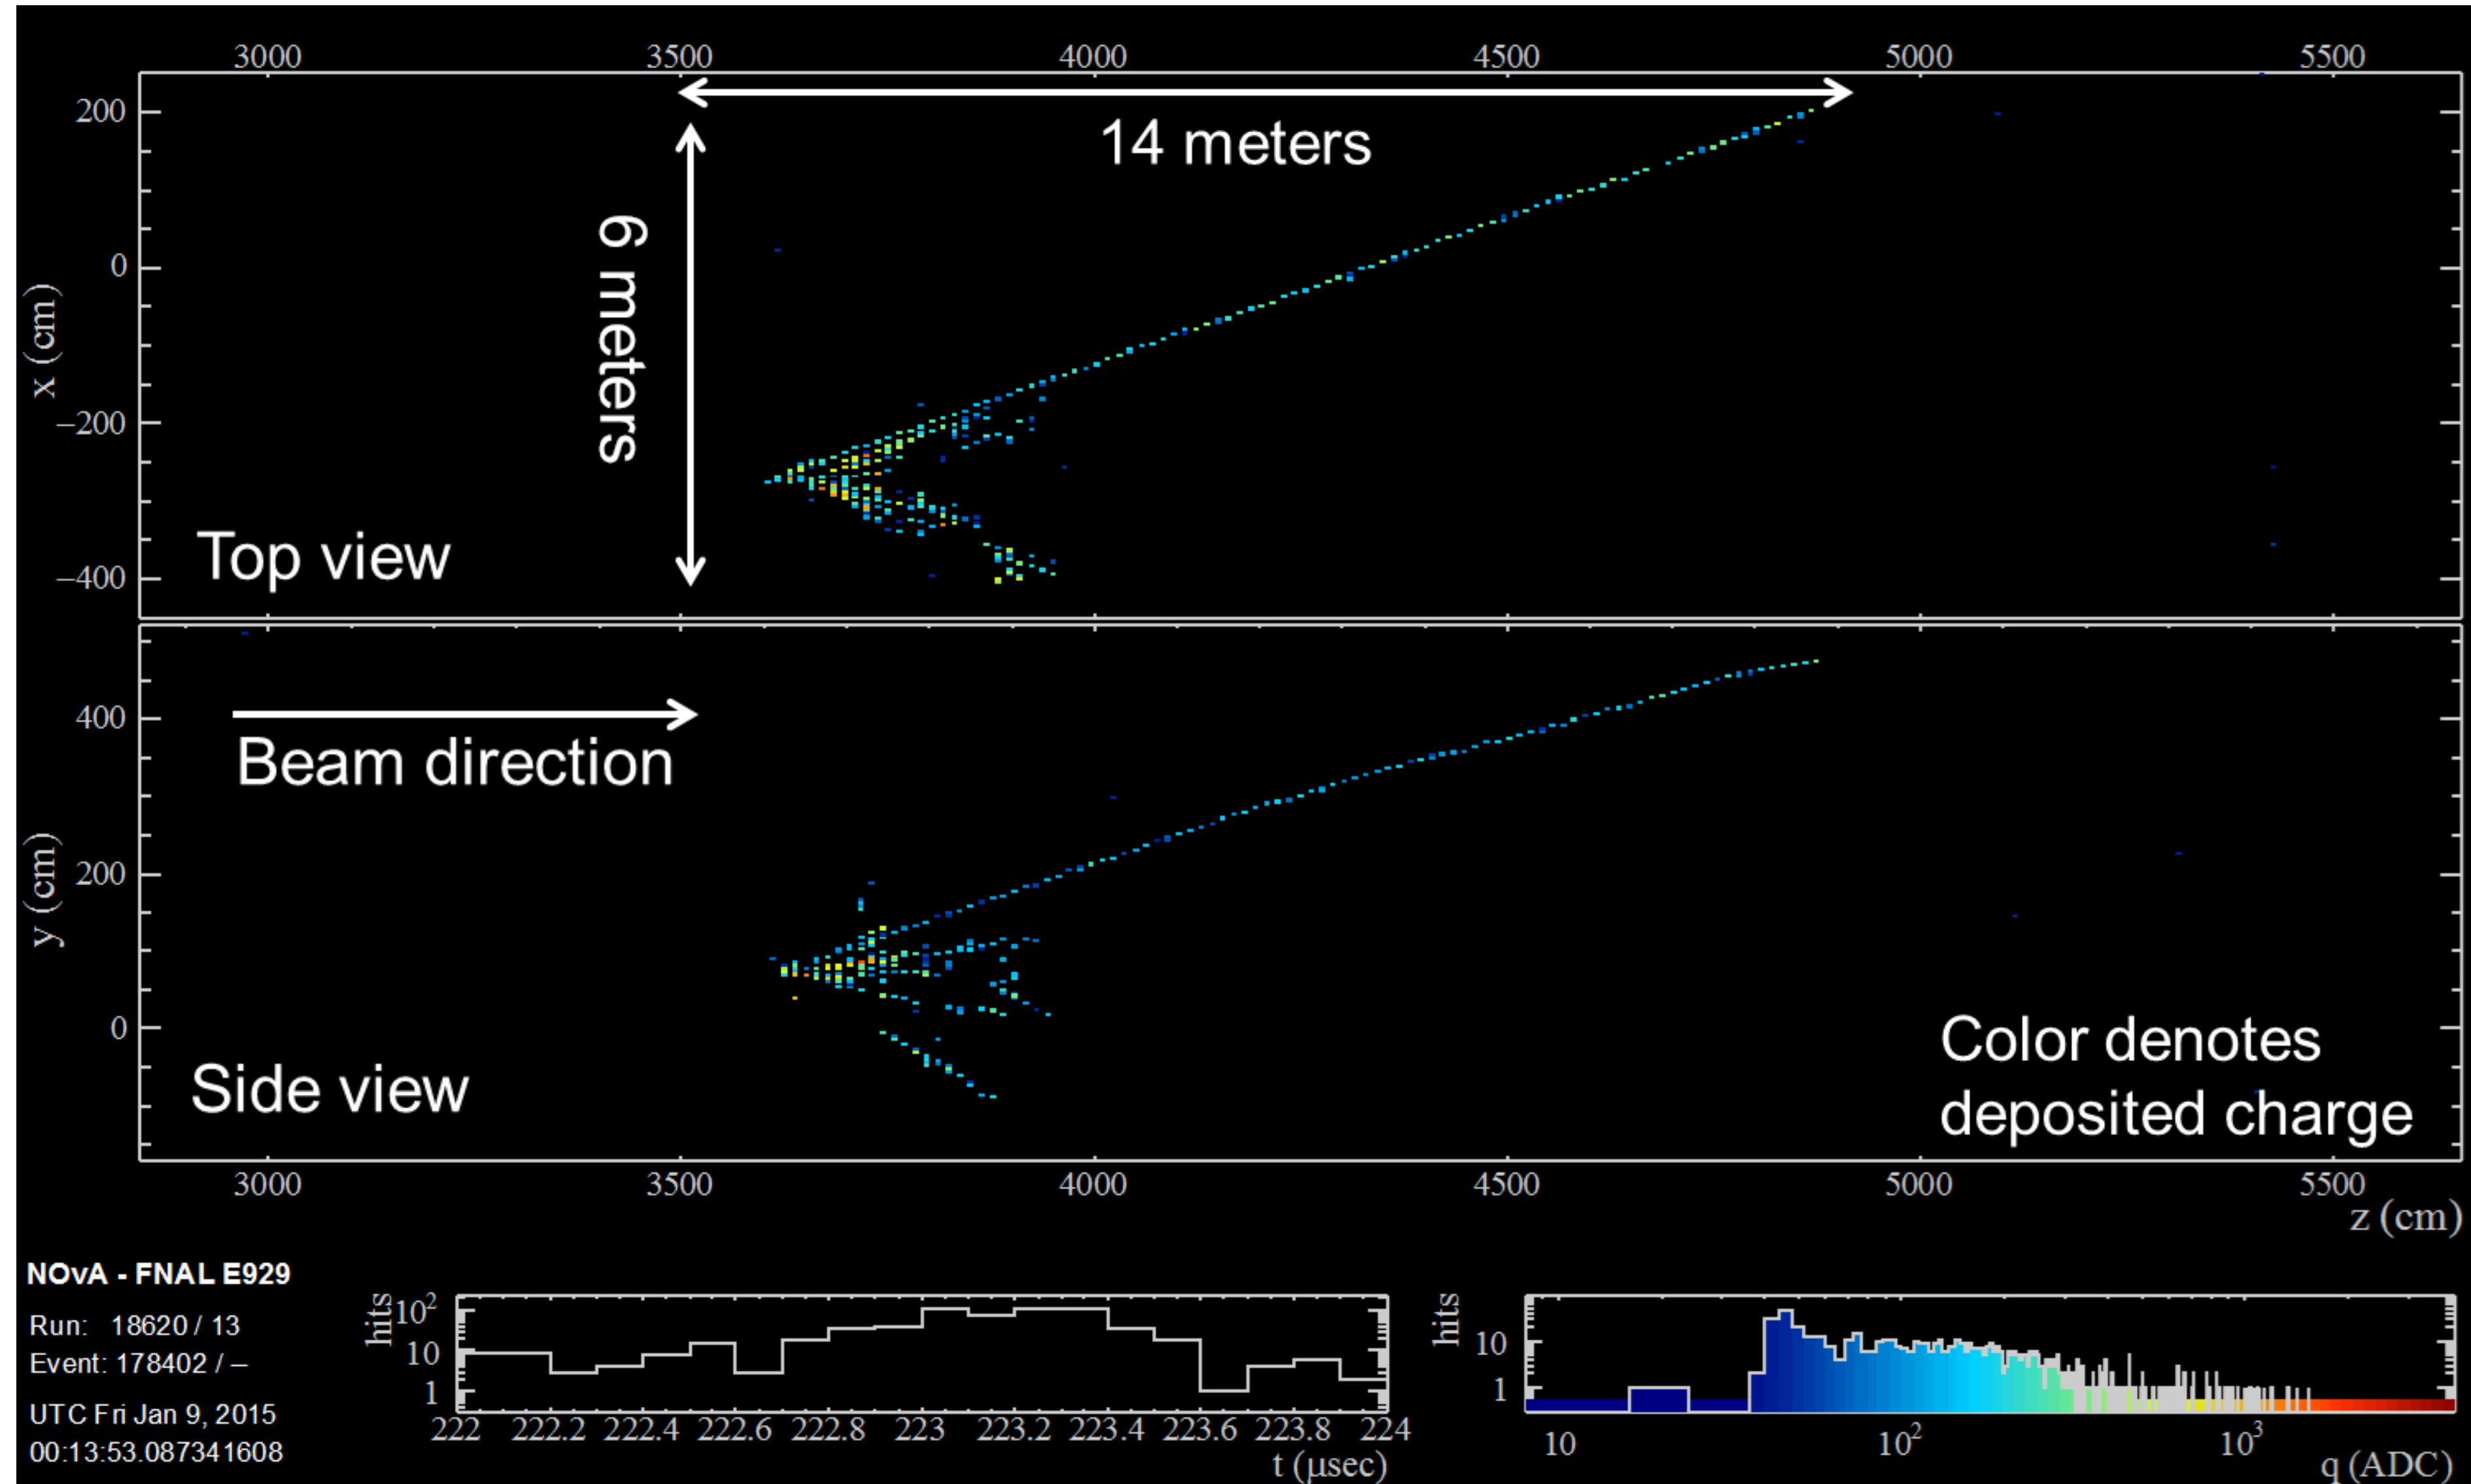 3000 3500 4000 4500 5000 5500
200
0
−200
−400
x (cm)
14 meters
6 meters
Top view
400
200
0
y (cm)
Beam direction
Side view
Color denotes
deposited charge
3000 3500 4000 4500 5000 5500
z (cm)
NOvA - FNAL E929
Run: 18620 / 13
Event: 178402 / --
UTC Fri Jan 9, 2015
00:13:53.087341608
hits
10²
10
1
222 222.2 222.4 222.6 222.8 223 223.2 223.4 223.6 223.8 224
t (μsec)
hits
10
1
10 10² 10³
q (ADC)